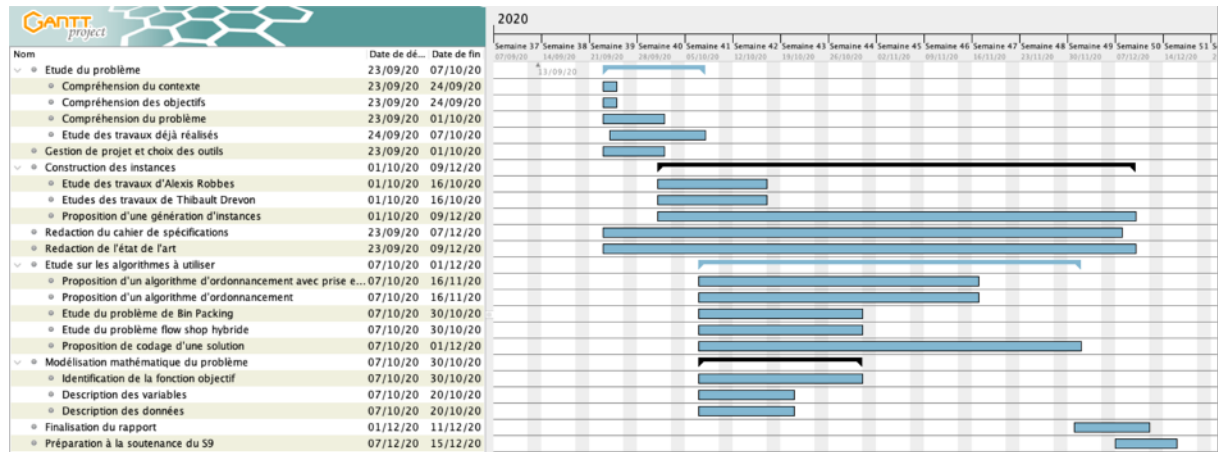 GANTT project
2020
Semaine 37 Semaine 38 Semaine 39 Semaine 40 Semaine 41 Semaine 42 Semaine 43 Semaine 44 Semaine 45 Semaine 46 Semaine 47 Semaine 48 Semaine 49 Semaine 50 Semaine 51 S
07/09/20 14/09/20 21/09/20 28/09/20 05/10/20 12/10/20 19/10/20 26/10/20 02/11/20 09/11/20 16/11/20 23/11/20 30/11/20 07/12/20 14/12/20
Nom Date de dé... Date de fin
13/09/20
Etude du problème 23/09/20 07/10/20
Compréhension du contexte 23/09/20 24/09/20
Compréhension des objectifs 23/09/20 24/09/20
Compréhension du problème 23/09/20 01/10/20
Etude des travaux déjà réalisés 24/09/20 07/10/20
Gestion de projet et choix des outils 23/09/20 01/10/20
Construction des instances 01/10/20 09/12/20
Etude des travaux d'Alexis Robbes 01/10/20 16/10/20
Etudes des travaux de Thibault Drevon 01/10/20 16/10/20
Proposition d'une génération d'instances 01/10/20 09/12/20
Redaction du cahier de spécifications 23/09/20 07/12/20
Redaction de l'état de l'art 23/09/20 09/12/20
Etude sur les algorithmes à utiliser 07/10/20 01/12/20
Proposition d'un algorithme d'ordonnancement avec prise e... 07/10/20 16/11/20
Proposition d'un algorithme d'ordonnancement 07/10/20 16/11/20
Etude du problème de Bin Packing 07/10/20 30/10/20
Etude du problème flow shop hybride 07/10/20 30/10/20
Proposition de codage d'une solution 07/10/20 01/12/20
Modélisation mathématique du problème 07/10/20 30/10/20
Identification de la fonction objectif 07/10/20 30/10/20
Description des variables 07/10/20 20/10/20
Description des données 07/10/20 20/10/20
Finalisation du rapport 01/12/20 11/12/20
Préparation à la soutenance du S9 07/12/20 15/12/20